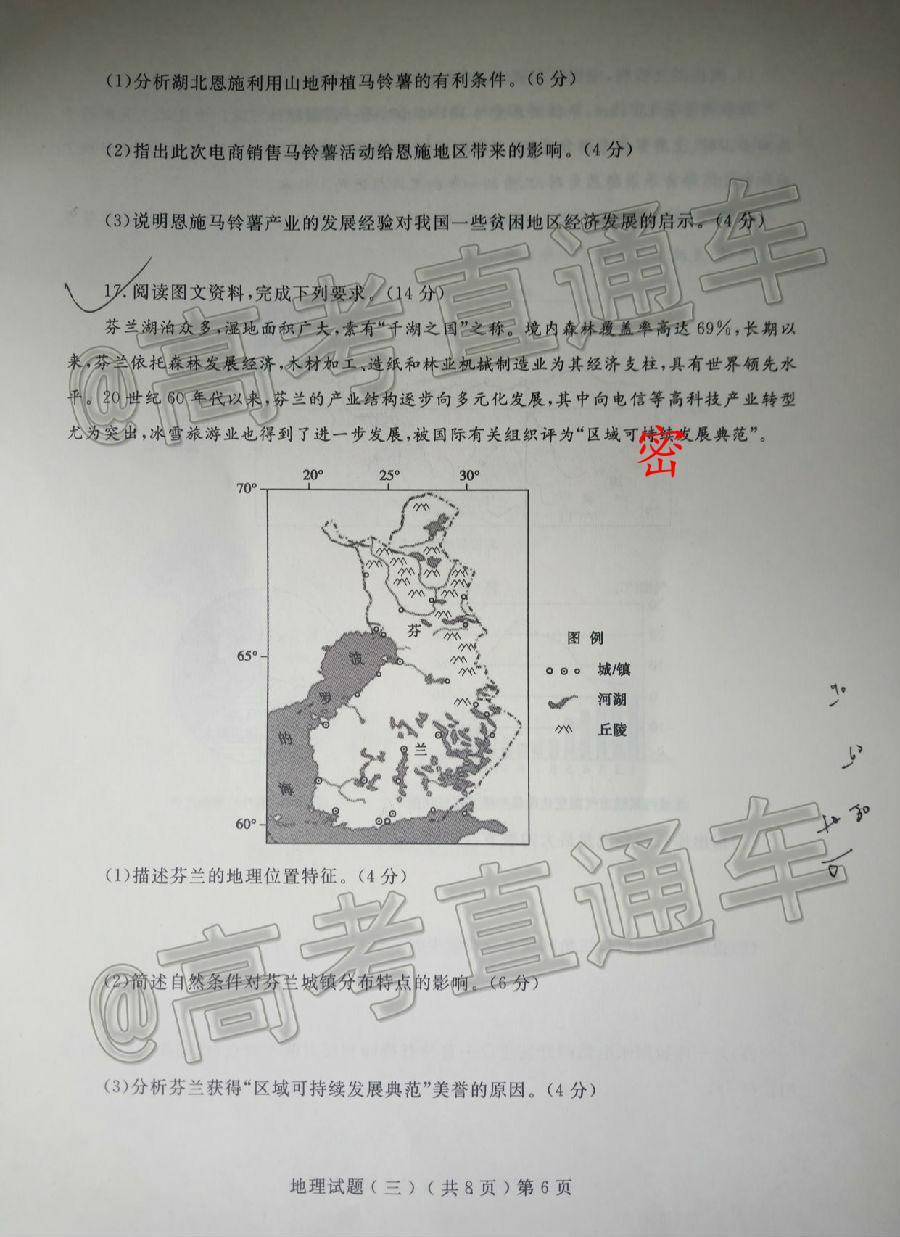 (1)分析湖北恩施利用山地种植马铃薯的有利条件。(6分)
(2)指出此次电商销售马铃薯活动给恩施地区带来的影响。(4分)
(3)说明恩施马铃薯产业的发展经验对我国一些贫困地区经济发展的启示。(4分)
17.阅读图文资料,完成下列要求。(14分)
芬兰湖泊众多,湿地面积广大,素有“千湖之国”之称。境内森林覆盖率高达69%,长期以
来,芬兰依托森林发展经济,木材加工、造纸和林业机械制造业为其经济支柱,具有世界领先水
平。20世纪60年代以来,芬兰的产业结构逐步向多元化发展,其中向电信等高科技产业转型
尤为突出,冰雪旅游业也得到了进一步发展,被国际有关组织评为“区域可持续发展典范”。
密
20° 25° 30°
70°
65°
60°
芬
兰
波
罗
的
海
图 例
城/镇
河湖
丘陵
(1)描述芬兰的地理位置特征。(4分)
(2)简述自然条件对芬兰城镇分布特点的影响。(6分)
(3)分析芬兰获得“区域可持续发展典范”美誉的原因。(4分)
地理试题(三)(共8页)第6页
@高考直通车
@高考直通车